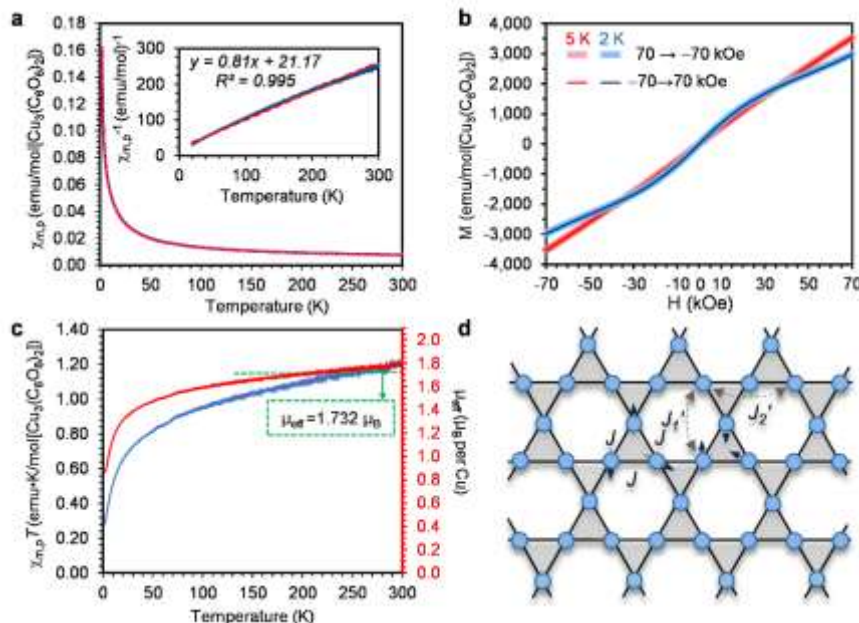 a
0.18
0.16
0.14
0.12
0.10
0.08
0.06
0.04
0.02
0.00
χm,p (emu/mol[Cu3(C6O6)2])
0 50 100 150 200 250 300
Temperature (K)
300
200
100
0
χm,p-1 (emu/mol)-1
y = 0.81x + 21.17
R² = 0.995
0 100 200 300
Temperature (K)
b
4,000
3,000
2,000
1,000
0
-1,000
-2,000
-3,000
-4,000
M (emu/mol[Cu3(C6O6)2])
5 K 2 K
70 → −70 kOe
−70→70 kOe
-70 -50 -30 -10 0 10 30 50 70
H (kOe)
c
1.40
1.20
1.00
0.80
0.60
0.40
0.20
0.00
χm,pT (emu•K/mol[Cu3(C6O6)2])
μeff=1.732 μB
2.0
1.8
1.6
1.4
1.2
1.0
0.8
0.6
0.4
0.2
0.0
μeff (μB per Cu)
0 50 100 150 200 250 300
Temperature (K)
d
J1' J2'
J J
J